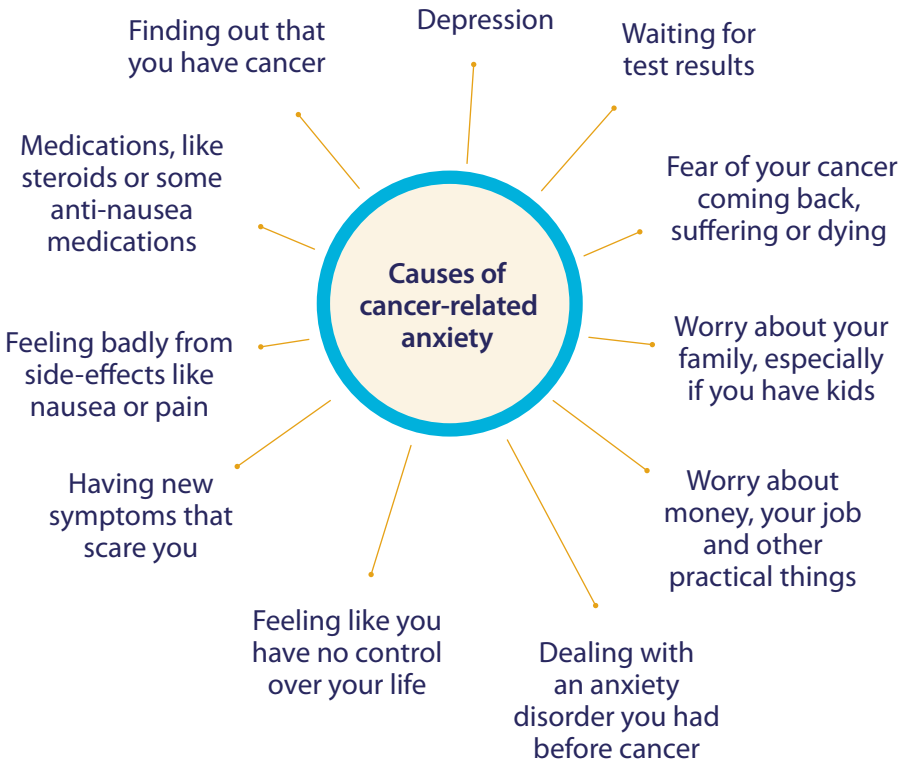 Causes of
cancer-related
anxiety
Depression
Waiting for
test results
Fear of your cancer
coming back,
suffering or dying
Worry about your
family, especially
if you have kids
Worry about
money, your job
and other
practical things
Dealing with
an anxiety
disorder you had
before cancer
Feeling like you
have no control
over your life
Having new
symptoms that
scare you
Feeling badly from
side-effects like
nausea or pain
Medications, like
steroids or some
anti-nausea
medications
Finding out that
you have cancer